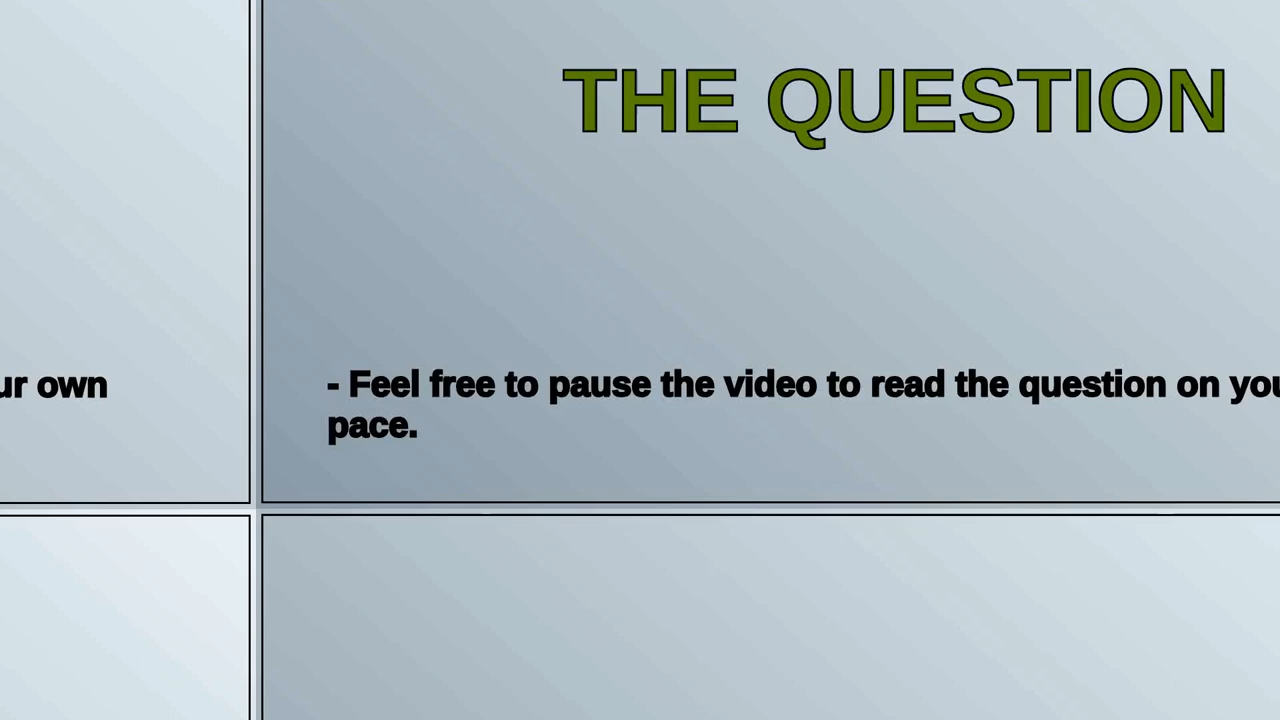 THE QUESTION
ur own
- Feel free to pause the video to read the question on you
pace.